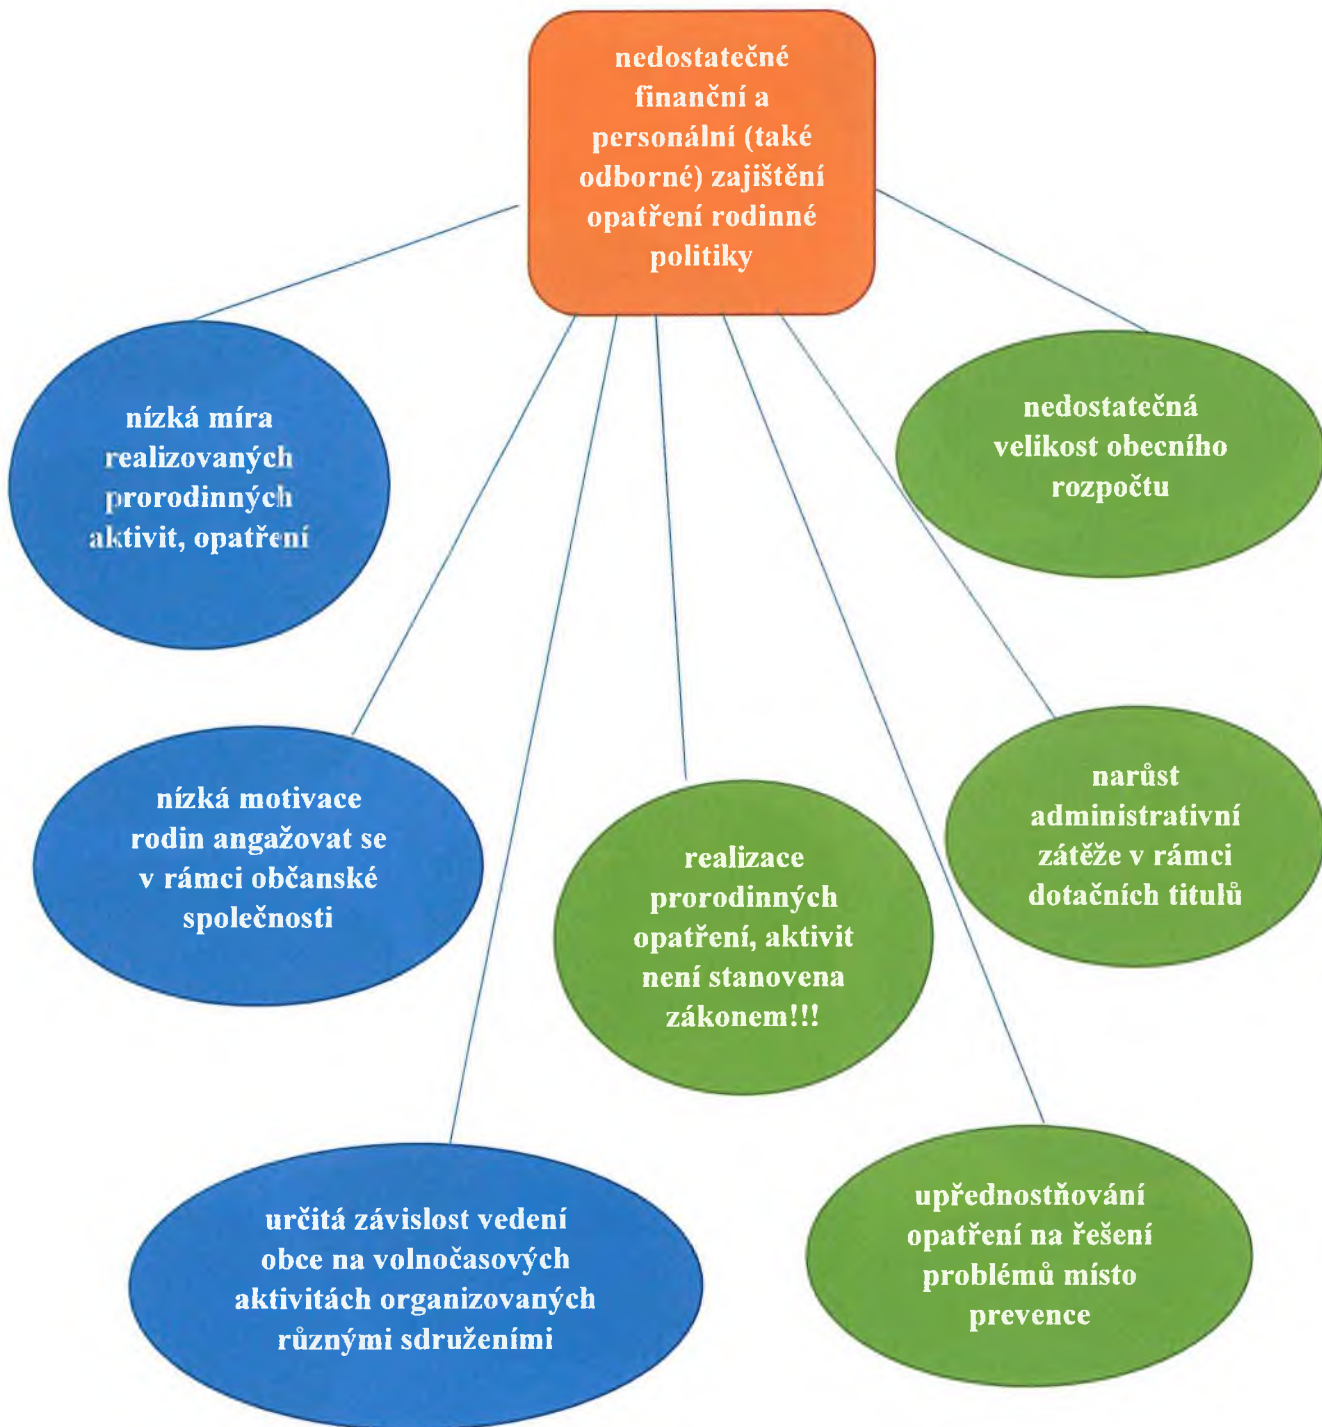 nedostatečné
finanční a
personální (také
odborné) zajištění
opatření rodinné
politiky
nízká míra
realizovaných
prorodinných
aktivit, opatření
nedostatečná
velikost obecního
rozpočtu
nízká motivace
rodin angažovat se
v rámci občanské
společnosti
realizace
prorodinných
opatření, aktivit
není stanovena
zákonem!!!
narůst
administrativní
zátěže v rámci
dotačních titulů
určitá závislost vedení
obce na volnočasových
aktivitách organizovaných
různými sdruženími
upřednostňování
opatření na řešení
problémů místo
prevence